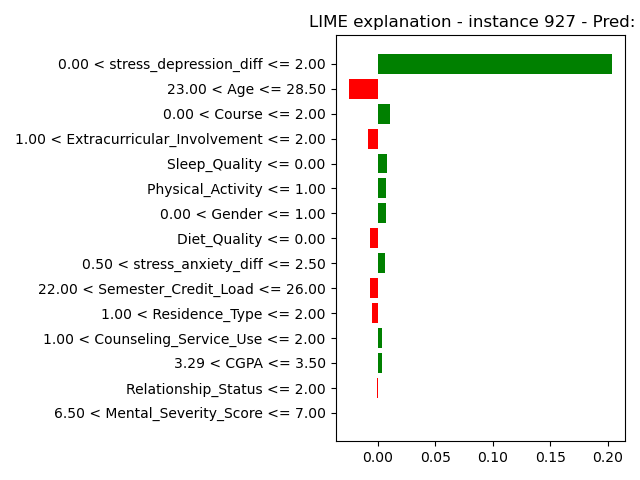 LIME explanation - instance 927 - Pred:
0.00 < stress_depression_diff <= 2.00
23.00 < Age <= 28.50
0.00 < Course <= 2.00
1.00 < Extracurricular_Involvement <= 2.00
Sleep_Quality <= 0.00
Physical_Activity <= 1.00
0.00 < Gender <= 1.00
Diet_Quality <= 0.00
0.50 < stress_anxiety_diff <= 2.50
22.00 < Semester_Credit_Load <= 26.00
1.00 < Residence_Type <= 2.00
1.00 < Counseling_Service_Use <= 2.00
3.29 < CGPA <= 3.50
Relationship_Status <= 2.00
6.50 < Mental_Severity_Score <= 7.00
0.00 0.05 0.10 0.15 0.20